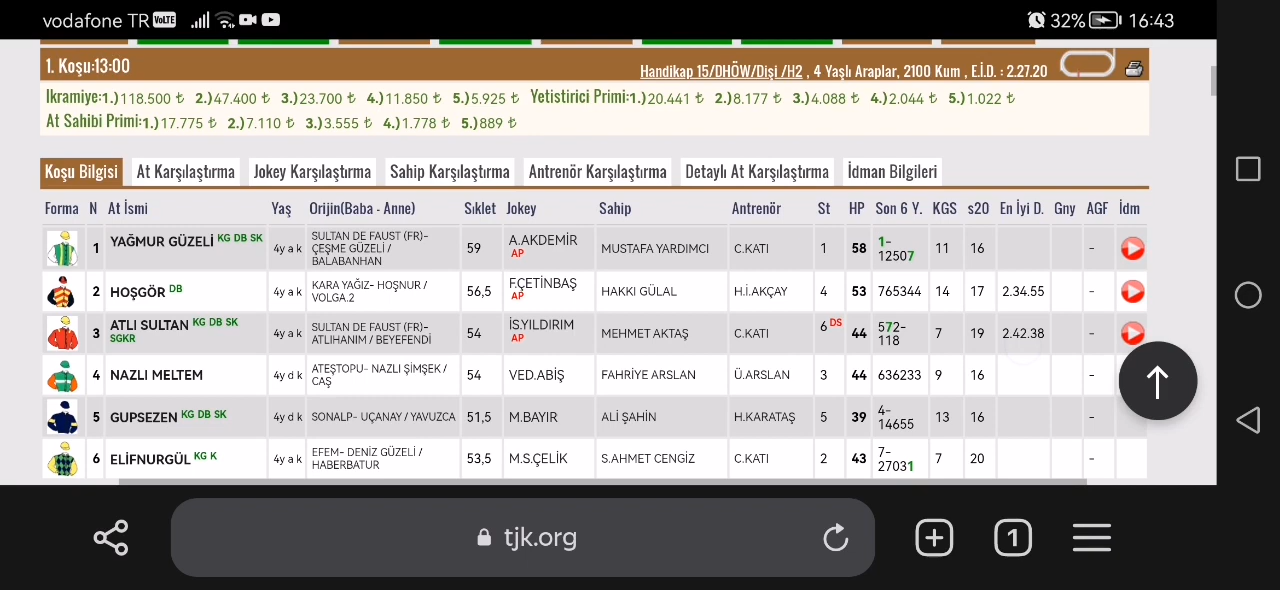 vodafone TR VoLTE 32% 16:43
1. Koşu:13:00
Handikap 15/DHÖW/Dişi /H2 , 4 Yaşlı Araplar, 2100 Kum , E.İ.D. : 2.27.20
Ikramiye:1.)118.500 ₺ 2.)47.400 ₺ 3.)23.700 ₺ 4.)11.850 ₺ 5.)5.925 ₺ Yetistirici Primi:1.)20.441 ₺ 2.)8.177 ₺ 3.)4.088 ₺ 4.)2.044 ₺ 5.)1.022 ₺
At Sahibi Primi:1.)17.775 ₺ 2.)7.110 ₺ 3.)3.555 ₺ 4.)1.778 ₺ 5.)889 ₺
Koşu Bilgisi At Karşılaştırma Jokey Karşılaştırma Sahip Karşılaştırma Antrenör Karşılaştırma Detaylı At Karşılaştırma İdman Bilgileri
Forma N At İsmi Yaş Orijin(Baba - Anne) Sıklet Jokey Sahip Antrenör St HP Son 6 Y. KGS s20 En İyi D. Gny AGF İdm
1 YAĞMUR GÜZELİ KG DB SK 4y a k SULTAN DE FAUST (FR)- ÇEŞME GÜZELİ / BALABANHAN 59 A.AKDEMİR AP MUSTAFA YARDIMCI C.KATI 1 58 1-12507 11 16 -
2 HOŞGÖR DB 4y a k KARA YAĞIZ- HOŞNUR / VOLGA.2 56,5 F.ÇETİNBAŞ AP HAKKI GÜLAL H.İ.AKÇAY 4 53 765344 14 17 2.34.55 -
3 ATLI SULTAN KG DB SK SGKR 4y a k SULTAN DE FAUST (FR)- ATLIHANIM / BEYEFENDİ 54 İS.YILDIRIM AP MEHMET AKTAŞ C.KATI 6 DS 44 572-118 7 19 2.42.38 -
4 NAZLI MELTEM 4y d k ATEŞTOPU- NAZLI ŞİMŞEK / CAŞ 54 VED.ABİŞ FAHRİYE ARSLAN Ü.ARSLAN 3 44 636233 9 16 -
5 GUPSEZEN KG DB SK 4y d k SONALP- UÇANAY / YAVUZCA 51,5 M.BAYIR ALİ ŞAHİN H.KARATAŞ 5 39 4-14655 13 16 -
6 ELİFNURGÜL KG K 4y a k EFEM- DENİZ GÜZELİ / HABERBATUR 53,5 M.S.ÇELİK S.AHMET CENGİZ C.KATI 2 43 7-27031 7 20 -
tjk.org 1